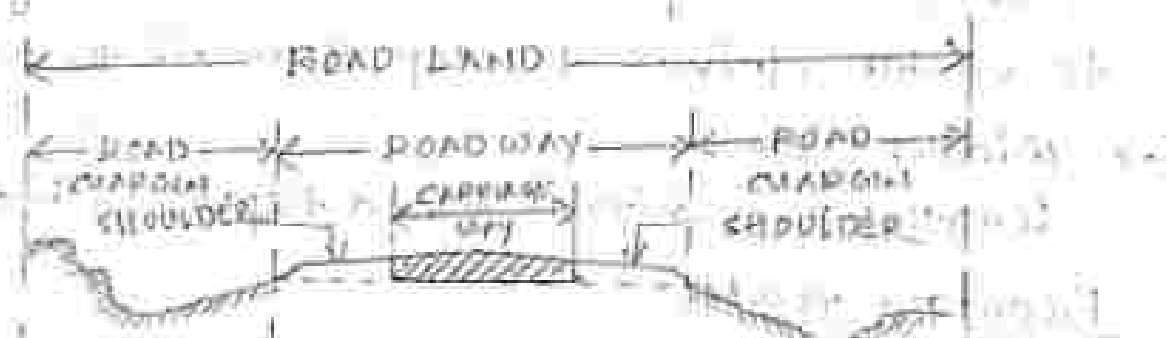 ROAD LAND
ROAD
ROADWAY
ROAD
MARGIN
CARRIAGE
MARGIN
SHOULDER
WAY
SHOULDER